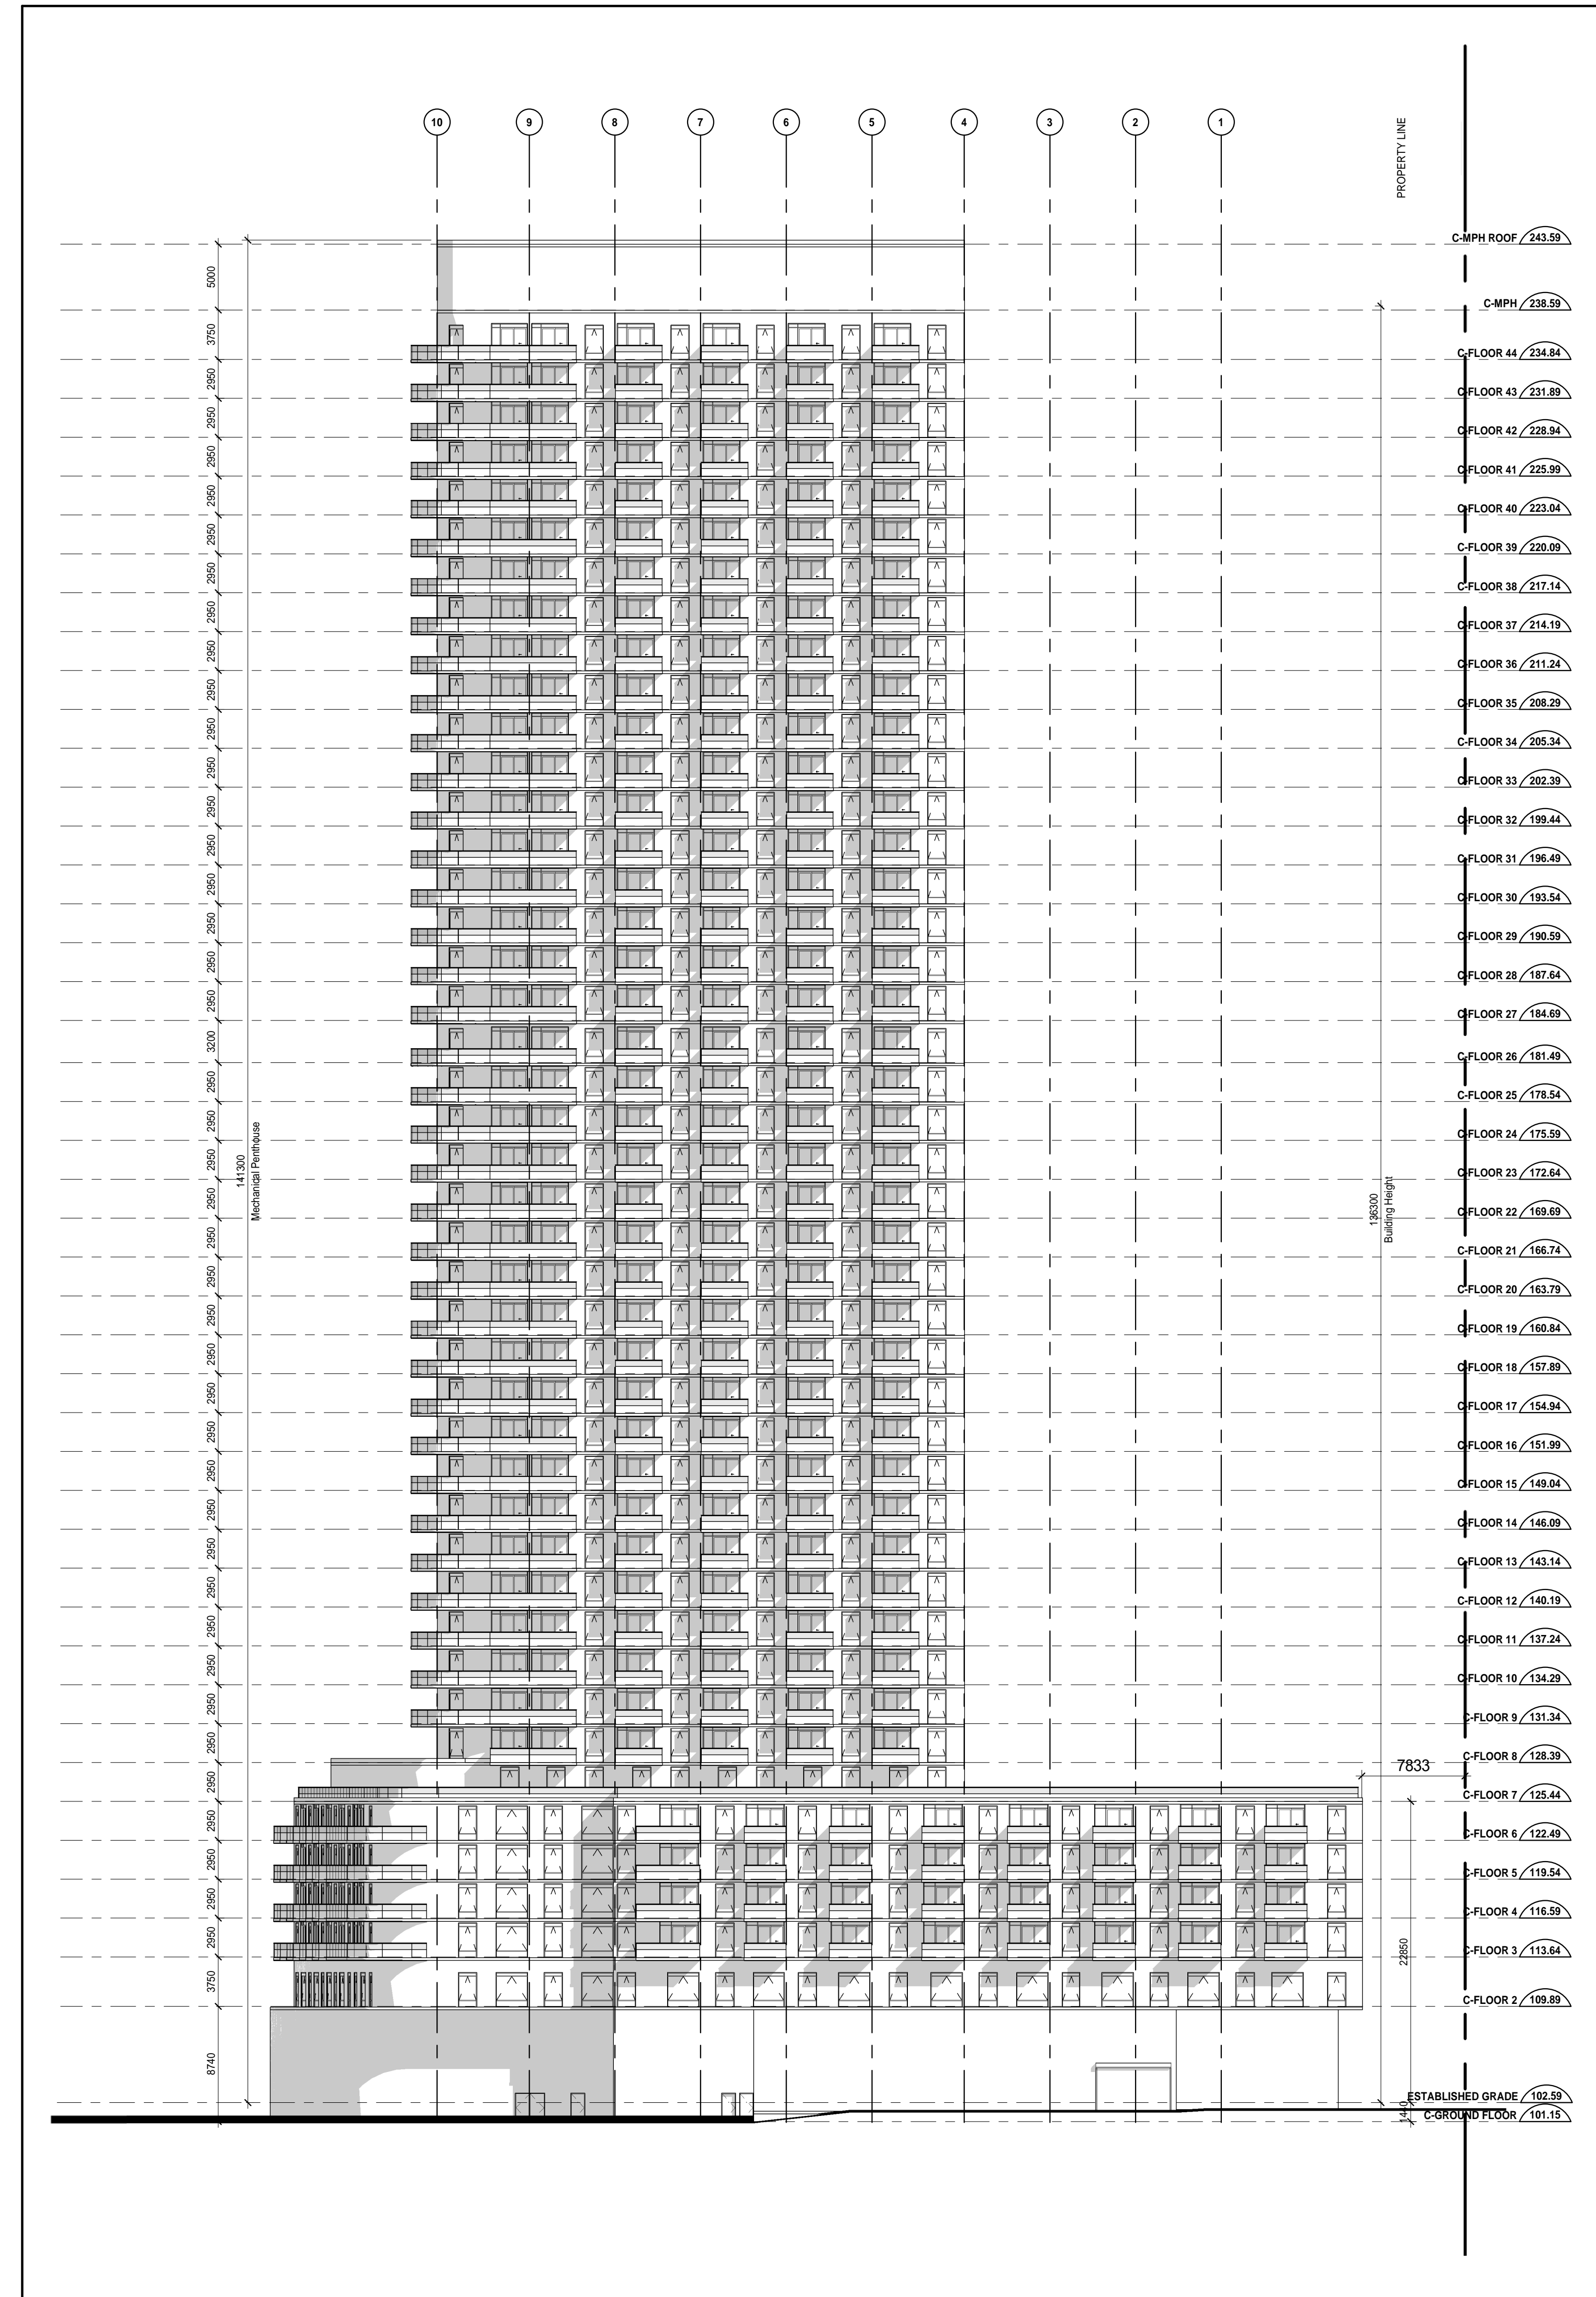 10 9 8 7 6 5 4 3 2 1
PROPERTY LINE
C-MPH ROOF 243.59
5000
C-MPH 238.59
3750
C-FLOOR 44 234.84
2950
C-FLOOR 43 231.89
2950
C-FLOOR 42 228.94
2950
C-FLOOR 41 225.99
2950
C-FLOOR 40 223.04
2950
C-FLOOR 39 220.09
2950
C-FLOOR 38 217.14
2950
C-FLOOR 37 214.19
2950
C-FLOOR 36 211.24
2950
C-FLOOR 35 208.29
2950
C-FLOOR 34 205.34
2950
C-FLOOR 33 202.39
2950
C-FLOOR 32 199.44
2950
C-FLOOR 31 196.49
2950
C-FLOOR 30 193.54
2950
C-FLOOR 29 190.59
2950
C-FLOOR 28 187.64
2950
C-FLOOR 27 184.69
3200
C-FLOOR 26 181.49
2950
C-FLOOR 25 178.54
2950
C-FLOOR 24 175.59
2950
C-FLOOR 23 172.64
141300
Mechanical Penthouse
136300
Building Height
2950
C-FLOOR 22 169.69
2950
C-FLOOR 21 166.74
2950
C-FLOOR 20 163.79
2950
C-FLOOR 19 160.84
2950
C-FLOOR 18 157.89
2950
C-FLOOR 17 154.94
2950
C-FLOOR 16 151.99
2950
C-FLOOR 15 149.04
2950
C-FLOOR 14 146.09
2950
C-FLOOR 13 143.14
2950
C-FLOOR 12 140.19
2950
C-FLOOR 11 137.24
2950
C-FLOOR 10 134.29
2950
C-FLOOR 9 131.34
2950
C-FLOOR 8 128.39
7833
2950
C-FLOOR 7 125.44
2950
C-FLOOR 6 122.49
2950
C-FLOOR 5 119.54
2950
C-FLOOR 4 116.59
2950
C-FLOOR 3 113.64
22850
3750
C-FLOOR 2 109.89
8740
ESTABLISHED GRADE 102.59
1440
C-GROUND FLOOR 101.15